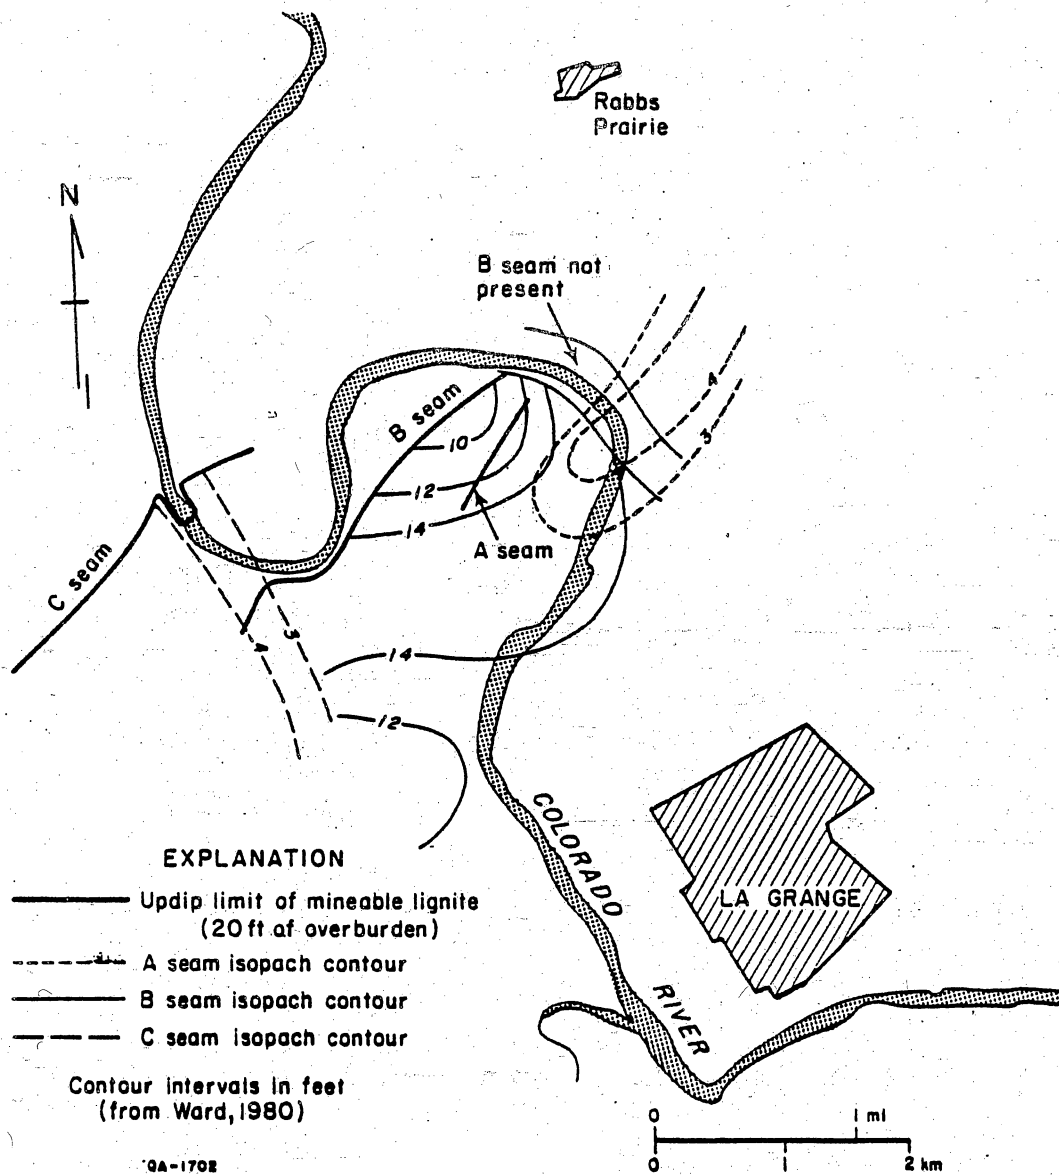 Rabbs
Prairie
N
B seam not
present
4
3
B seam
10
12
14
A seam
C seam
3
4
14
12
COLORADO
RIVER
LA GRANGE
EXPLANATION
Updip limit of mineable lignite
(20 ft of overburden)
A seam isopach contour
B seam isopach contour
C seam isopach contour
Contour intervals in feet
(from Ward, 1980)
0 1 mi
0 1 2 km
QA-1702